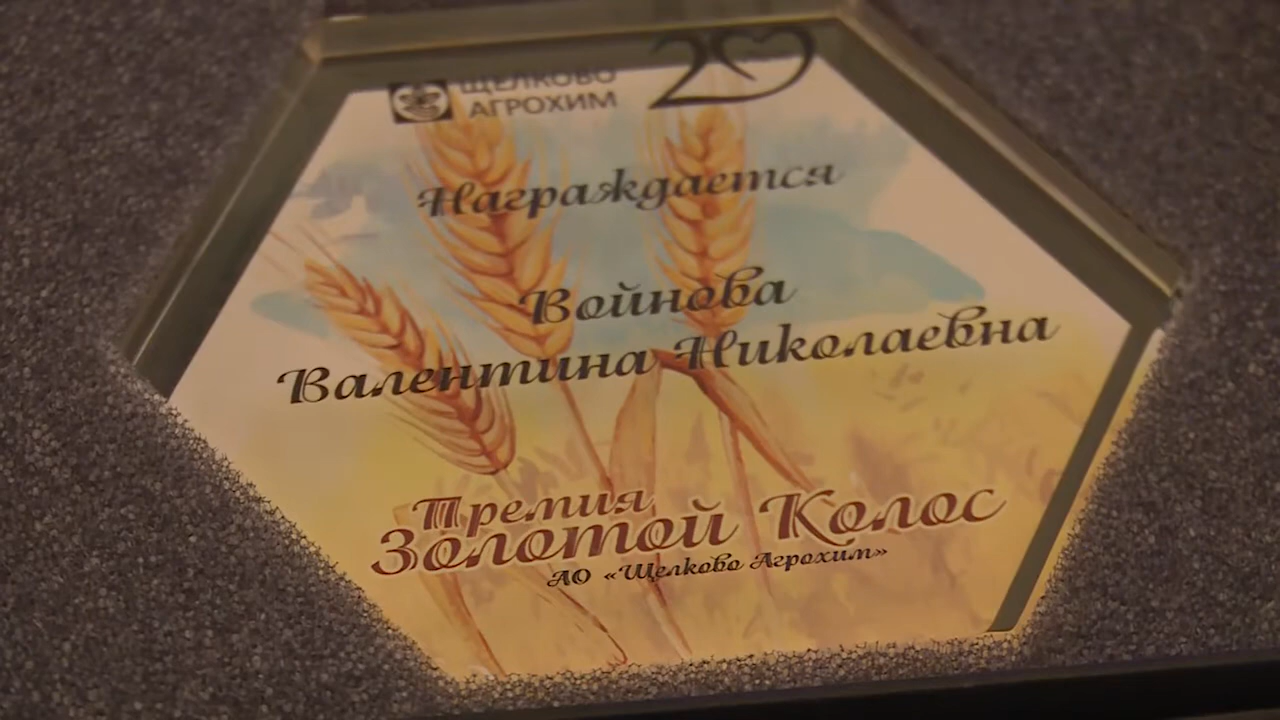 ЩЕЛКОВО
АГРОХИМ
20
Награждается
Войнова
Валентина Николаевна
Премия
Золотой Колос
АО «Щелково Агрохим»